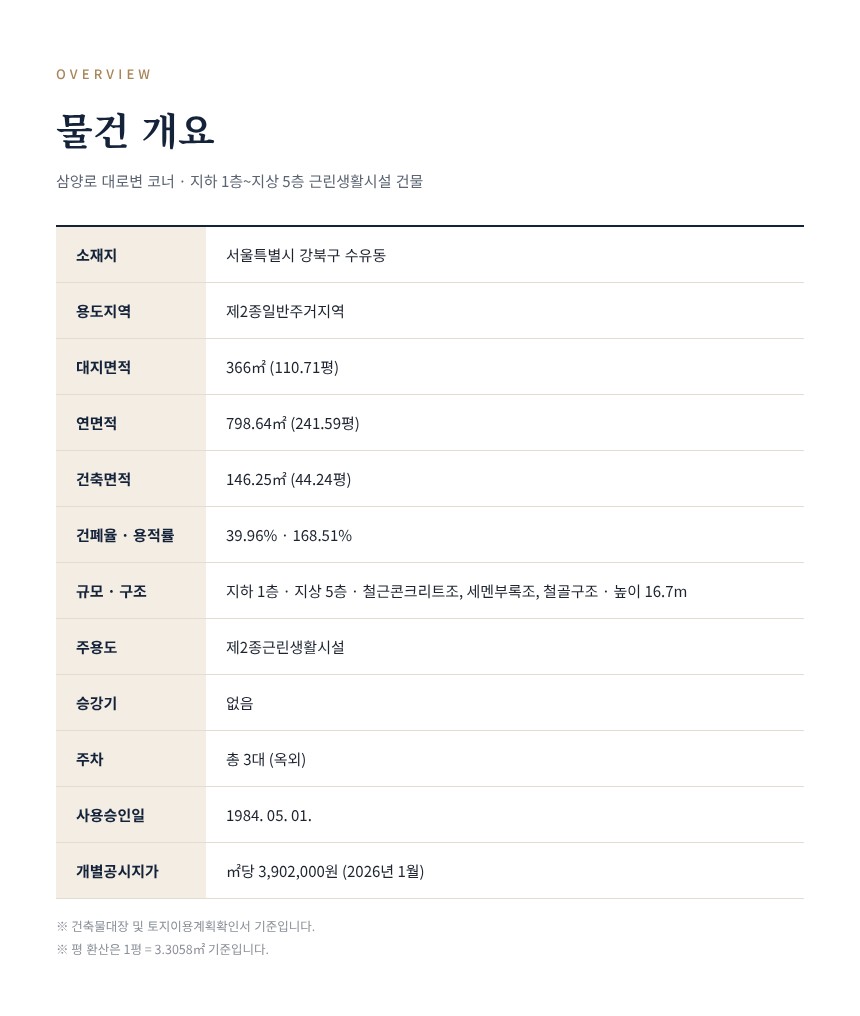 OVERVIEW
물건 개요
삼양로 대로변 코너 · 지하 1층~지상 5층 근린생활시설 건물
소재지 서울특별시 강북구 수유동
용도지역 제2종일반주거지역
대지면적 366㎡ (110.71평)
연면적 798.64㎡ (241.59평)
건축면적 146.25㎡ (44.24평)
건폐율 · 용적률 39.96% · 168.51%
규모 · 구조 지하 1층 · 지상 5층 · 철근콘크리트조, 세멘부록조, 철골구조 · 높이 16.7m
주용도 제2종근린생활시설
승강기 없음
주차 총 3대 (옥외)
사용승인일 1984. 05. 01.
개별공시지가 ㎡당 3,902,000원 (2026년 1월)
※ 건축물대장 및 토지이용계획확인서 기준입니다.
※ 평 환산은 1평 = 3.3058㎡ 기준입니다.